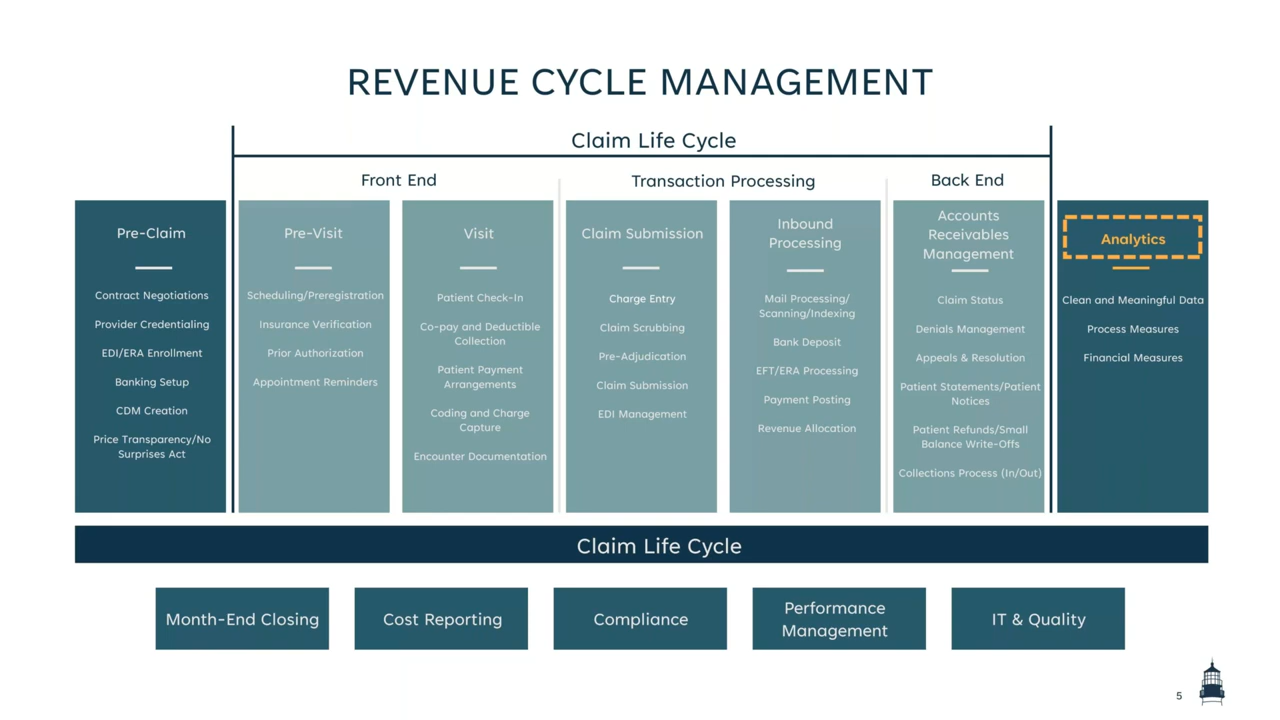 REVENUE CYCLE MANAGEMENT
Claim Life Cycle
Front End
Transaction Processing
Back End
Pre-Claim
Contract Negotiations
Provider Credentialing
EDI/ERA Enrollment
Banking Setup
CDM Creation
Price Transparency/No
Surprises Act
Pre-Visit
Scheduling/Preregistration
Insurance Verification
Prior Authorization
Appointment Reminders
Visit
Patient Check-In
Co-pay and Deductible
Collection
Patient Payment
Arrangements
Coding and Charge
Capture
Encounter Documentation
Claim Submission
Charge Entry
Claim Scrubbing
Pre-Adjudication
Claim Submission
EDI Management
Inbound
Processing
Mail Processing/
Scanning/Indexing
Bank Deposit
EFT/ERA Processing
Payment Posting
Revenue Allocation
Accounts
Receivables
Management
Claim Status
Denials Management
Appeals & Resolution
Patient Statements/Patient
Notices
Patient Refunds/Small
Balance Write-Offs
Collections Process (In/Out)
Analytics
Clean and Meaningful Data
Process Measures
Financial Measures
Claim Life Cycle
Month-End Closing
Cost Reporting
Compliance
Performance
Management
IT & Quality
5